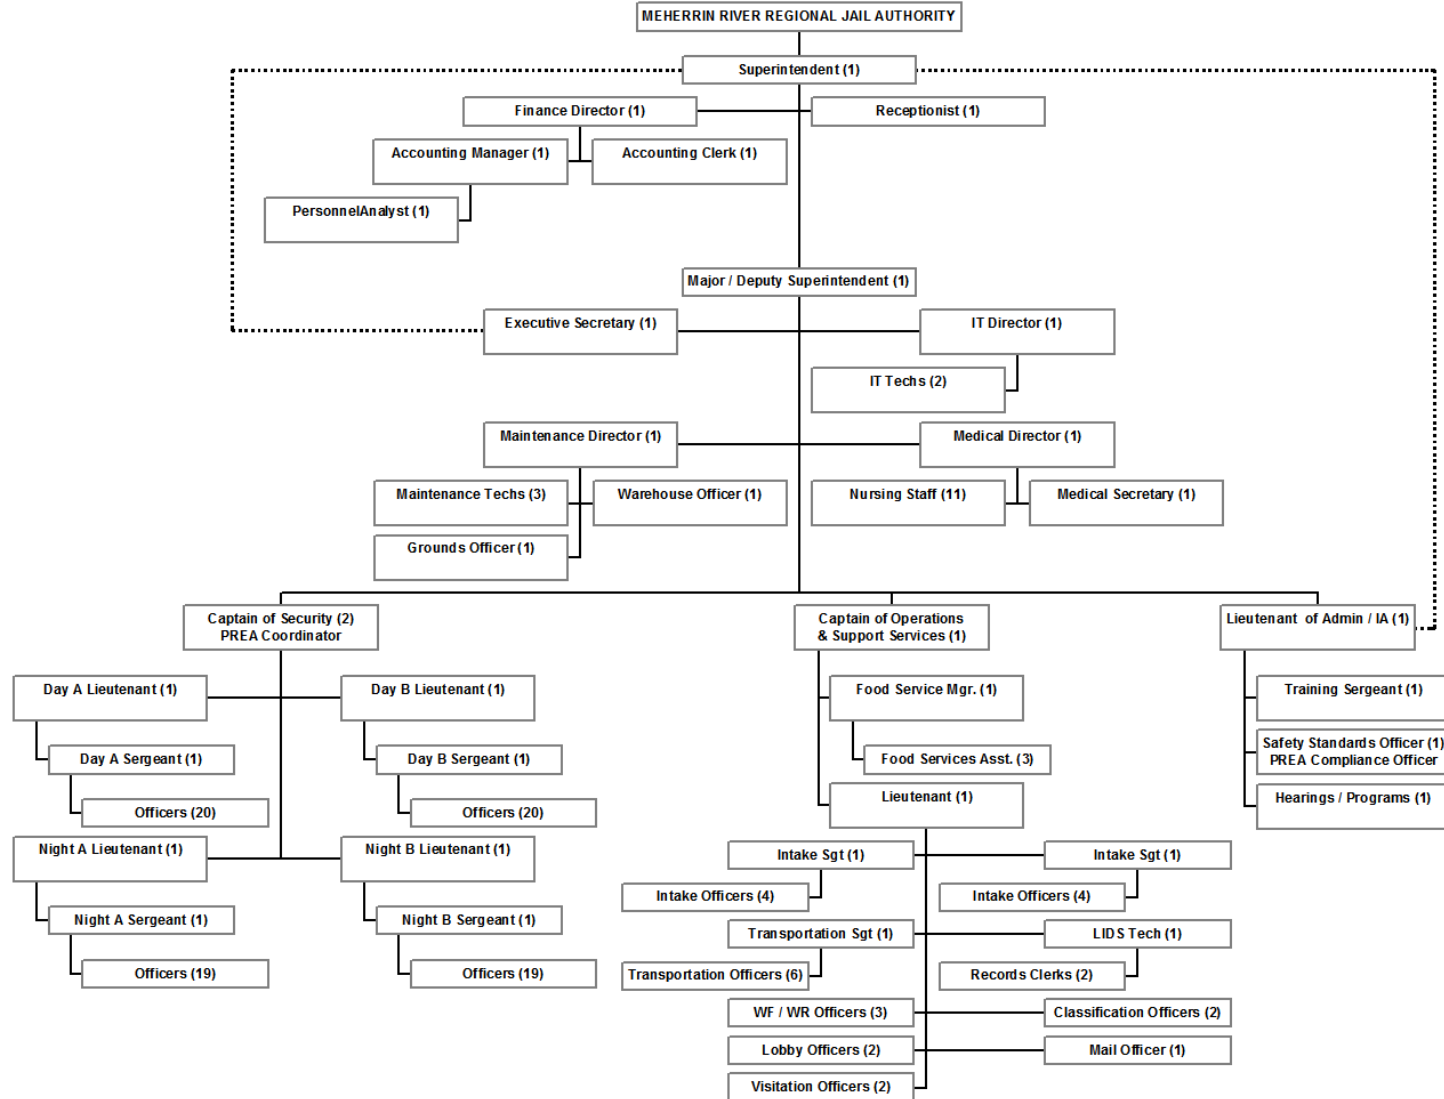 MEHERRIN RIVER REGIONAL JAIL AUTHORITY
Superintendent (1)
Finance Director (1)
Receptionist (1)
Accounting Manager (1)
Accounting Clerk (1)
PersonnelAnalyst (1)
Major / Deputy Superintendent (1)
Executive Secretary (1)
IT Director (1)
IT Techs (2)
Maintenance Director (1)
Medical Director (1)
Maintenance Techs (3)
Warehouse Officer (1)
Nursing Staff (11)
Medical Secretary (1)
Grounds Officer (1)
Captain of Security (2)
PREA Coordinator
Captain of Operations
& Support Services (1)
Lieutenant of Admin / IA (1)
Day A Lieutenant (1)
Day B Lieutenant (1)
Day A Sergeant (1)
Day B Sergeant (1)
Officers (20)
Officers (20)
Night A Lieutenant (1)
Night B Lieutenant (1)
Night A Sergeant (1)
Night B Sergeant (1)
Officers (19)
Officers (19)
Food Service Mgr. (1)
Food Services Asst. (3)
Lieutenant (1)
Intake Sgt (1)
Intake Sgt (1)
Intake Officers (4)
Intake Officers (4)
Transportation Sgt (1)
LIDS Tech (1)
Transportation Officers (6)
Records Clerks (2)
WF / WR Officers (3)
Classification Officers (2)
Lobby Officers (2)
Mail Officer (1)
Visitation Officers (2)
Training Sergeant (1)
Safety Standards Officer (1)
PREA Compliance Officer
Hearings / Programs (1)